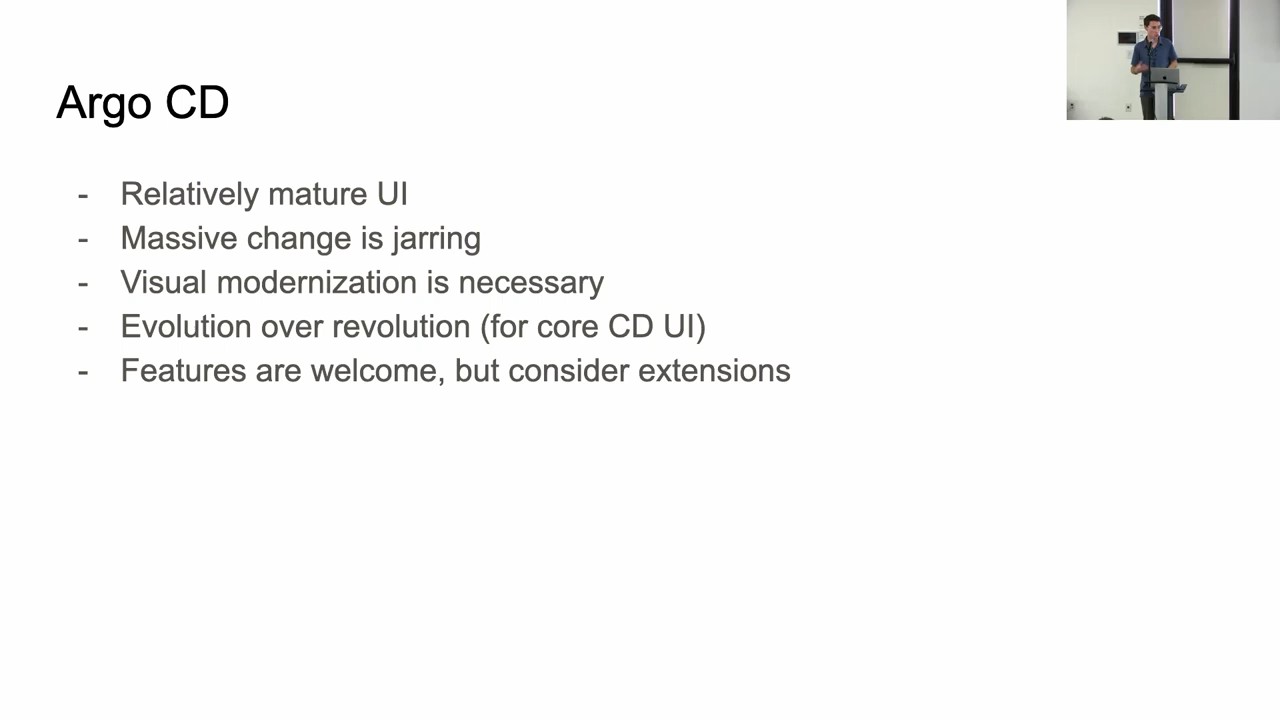 Argo CD
- Relatively mature UI
- Massive change is jarring
- Visual modernization is necessary
- Evolution over revolution (for core CD UI)
- Features are welcome, but consider extensions